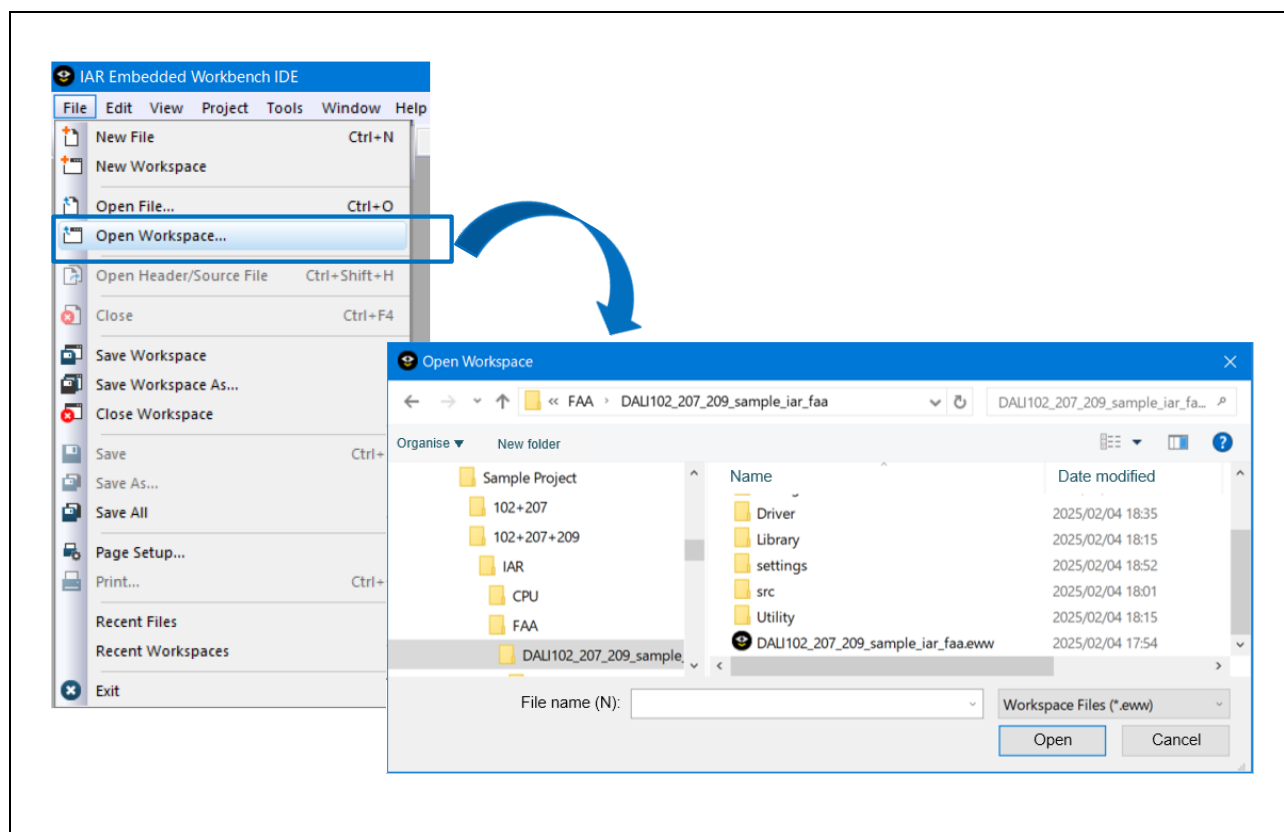 IAR Embedded Workbench IDE
File Edit View Project Tools Window Help
New File Ctrl+N
New Workspace
Open File... Ctrl+O
Open Workspace...
Open Header/Source File Ctrl+Shift+H
Close Ctrl+F4
Save Workspace
Save Workspace As...
Close Workspace
Save Ctrl+
Save As...
Save All
Page Setup...
Print... Ctrl+
Recent Files
Recent Workspaces
Exit
Open Workspace
« FAA › DALI102_207_209_sample_iar_faa
DALI102_207_209_sample_iar_fa...
Organise ▼ New folder
Sample Project
102+207
102+207+209
IAR
CPU
FAA
DALI102_207_209_sample_
Name Date modified
Driver 2025/02/04 18:35
Library 2025/02/04 18:15
settings 2025/02/04 18:52
src 2025/02/04 18:01
Utility 2025/02/04 18:15
DALI102_207_209_sample_iar_faa.eww 2025/02/04 17:54
File name (N):
Workspace Files (*.eww)
Open Cancel